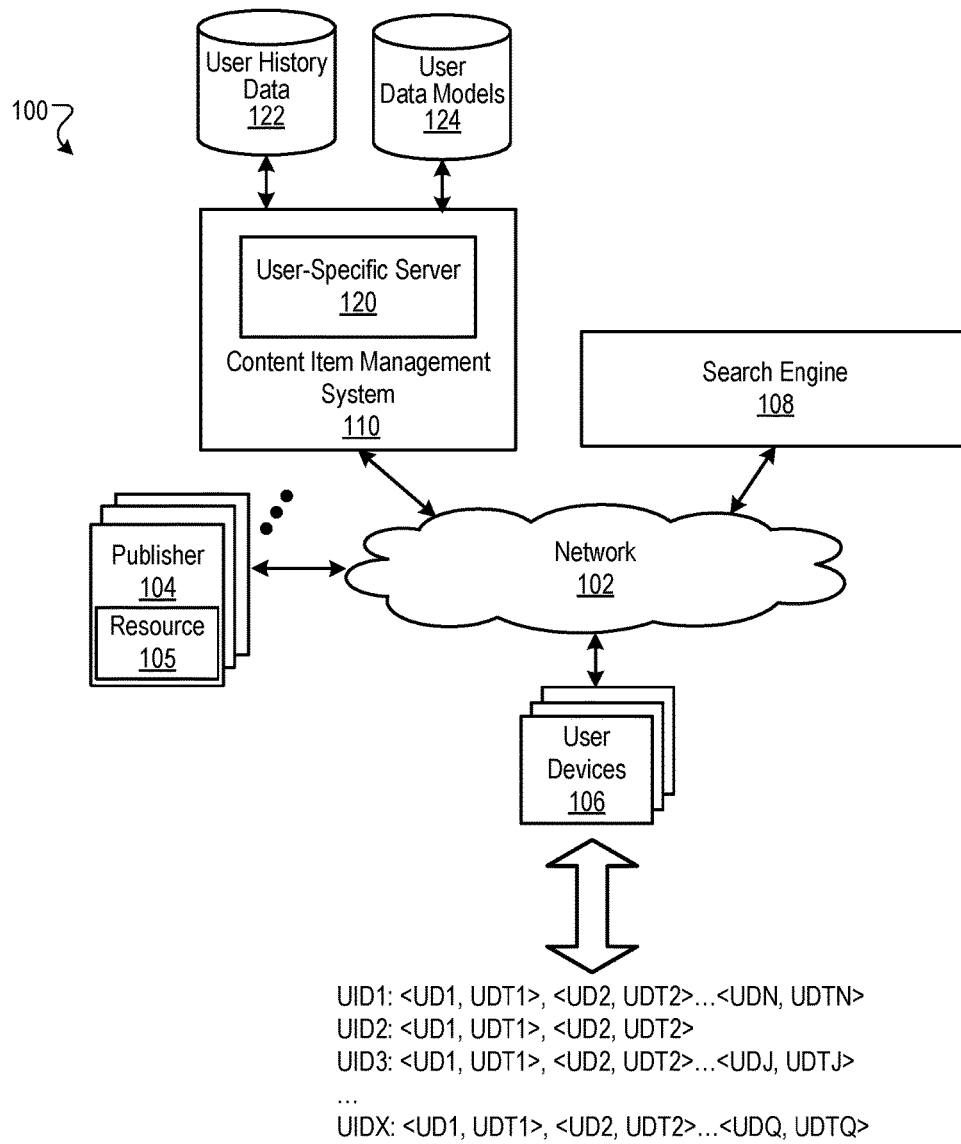 100
User History
Data
122
User
Data Models
124
User-Specific Server
120
Content Item Management
System
110
Search Engine
108
Publisher
104
Resource
105
Network
102
User
Devices
106
UID1: <UD1, UDT1>, <UD2, UDT2>...<UDN, UDTN>
UID2: <UD1, UDT1>, <UD2, UDT2>
UID3: <UD1, UDT1>, <UD2, UDT2>...<UDJ, UDTJ>
...
UIDX: <UD1, UDT1>, <UD2, UDT2>...<UDQ, UDTQ>